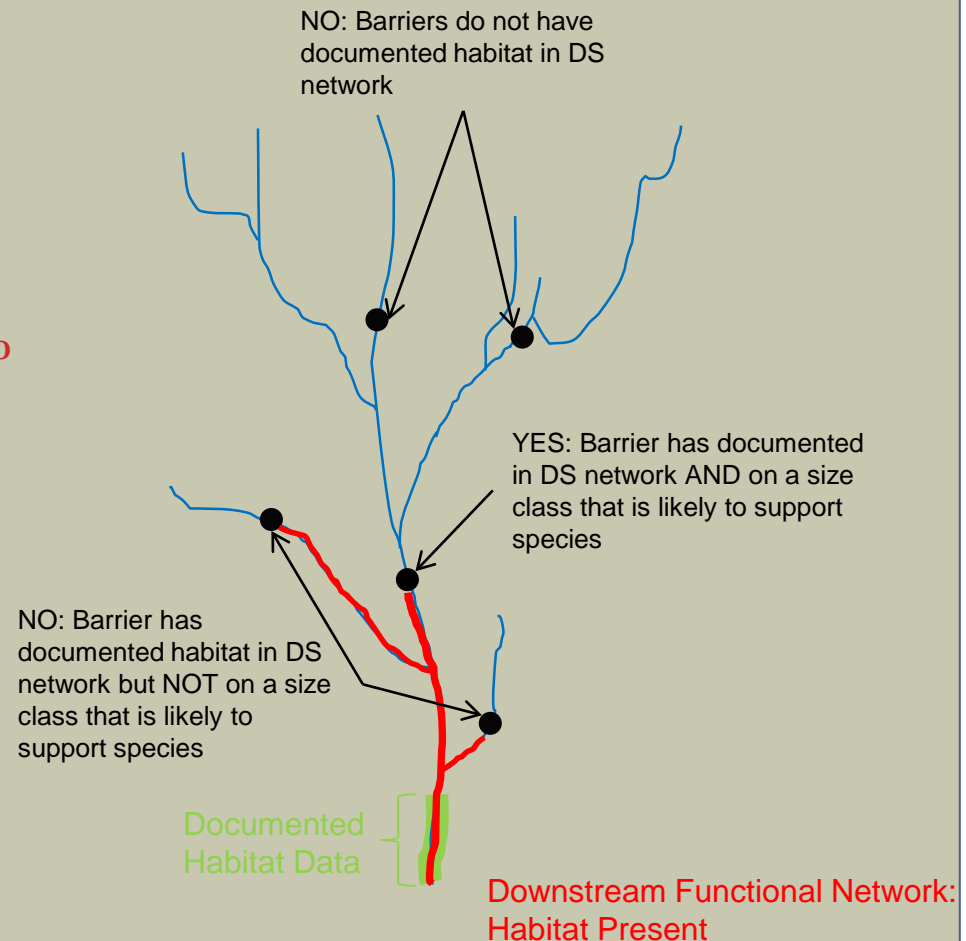 NO: Barriers do not have
documented habitat in DS
network
YES: Barrier has documented
in DS network AND on a size
class that is likely to support
species
NO: Barrier has
documented habitat in DS
network but NOT on a size
class that is likely to
support species
Documented
Habitat Data
Downstream Functional Network:
Habitat Present